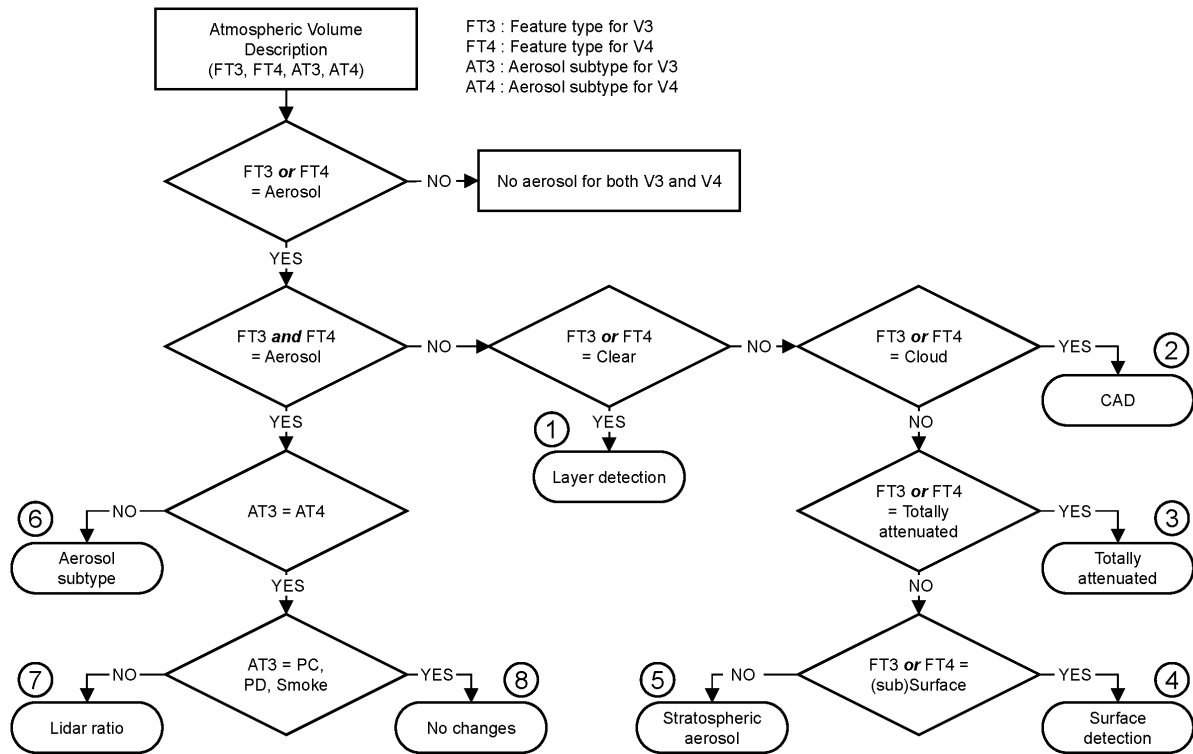 Atmospheric Volume
Description
(FT3, FT4, AT3, AT4)
FT3 : Feature type for V3
FT4 : Feature type for V4
AT3 : Aerosol subtype for V3
AT4 : Aerosol subtype for V4
FT3 or FT4
= Aerosol
NO
No aerosol for both V3 and V4
YES
FT3 and FT4
= Aerosol
NO
FT3 or FT4
= Clear
NO
FT3 or FT4
= Cloud
YES
2
CAD
YES
1
YES
Layer detection
NO
6
NO
Aerosol
subtype
AT3 = AT4
FT3 or FT4
= Totally
attenuated
YES
3
Totally
attenuated
YES
NO
7
NO
Lidar ratio
AT3 = PC,
PD, Smoke
YES
8
No changes
5
NO
Stratospheric
aerosol
FT3 or FT4 =
(sub)Surface
YES
4
Surface
detection